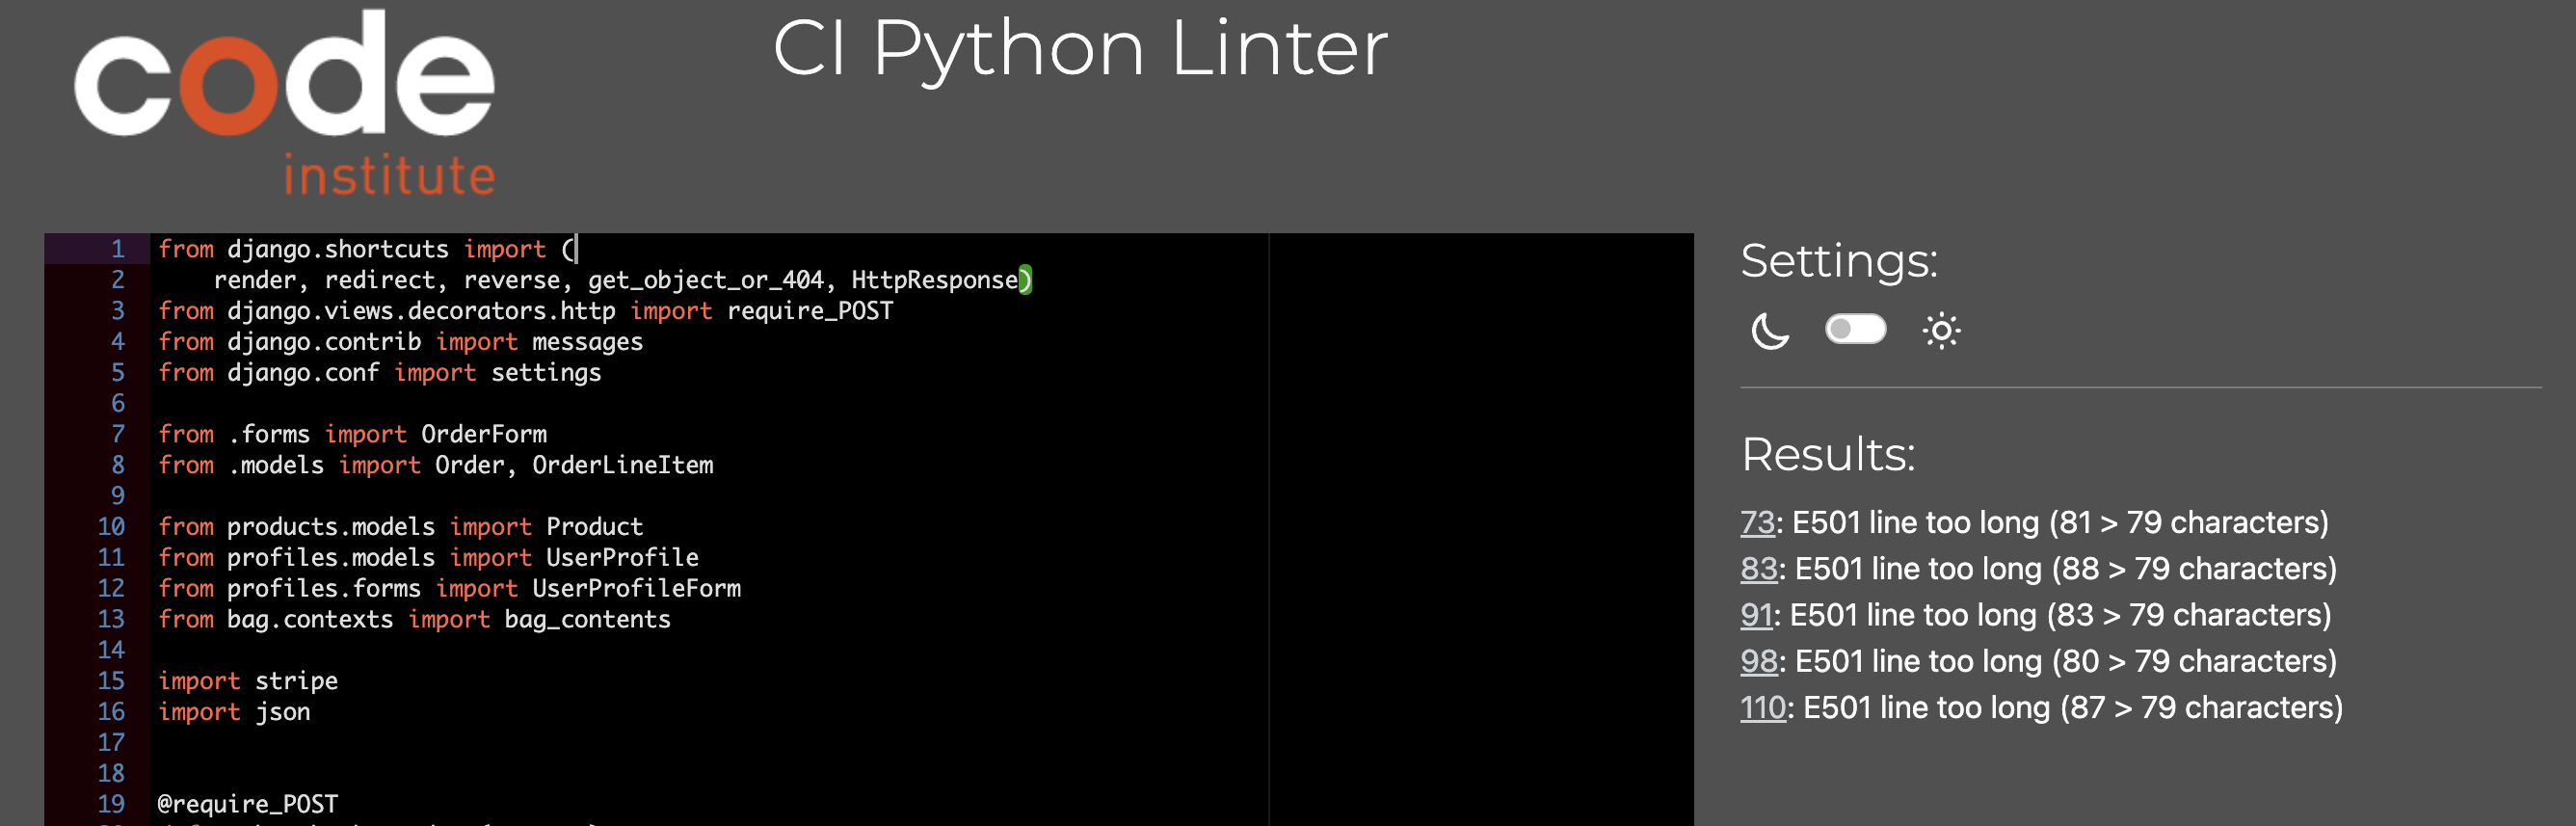 code
institute
CI Python Linter
1 from django.shortcuts import (
2 render, redirect, reverse, get_object_or_404, HttpResponse)
3 from django.views.decorators.http import require_POST
4 from django.contrib import messages
5 from django.conf import settings
6
7 from .forms import OrderForm
8 from .models import Order, OrderLineItem
9
10 from products.models import Product
11 from profiles.models import UserProfile
12 from profiles.forms import UserProfileForm
13 from bag.contexts import bag_contents
14
15 import stripe
16 import json
17
18
19 @require_POST
Settings:
Results:
73: E501 line too long (81 > 79 characters)
83: E501 line too long (88 > 79 characters)
91: E501 line too long (83 > 79 characters)
98: E501 line too long (80 > 79 characters)
110: E501 line too long (87 > 79 characters)